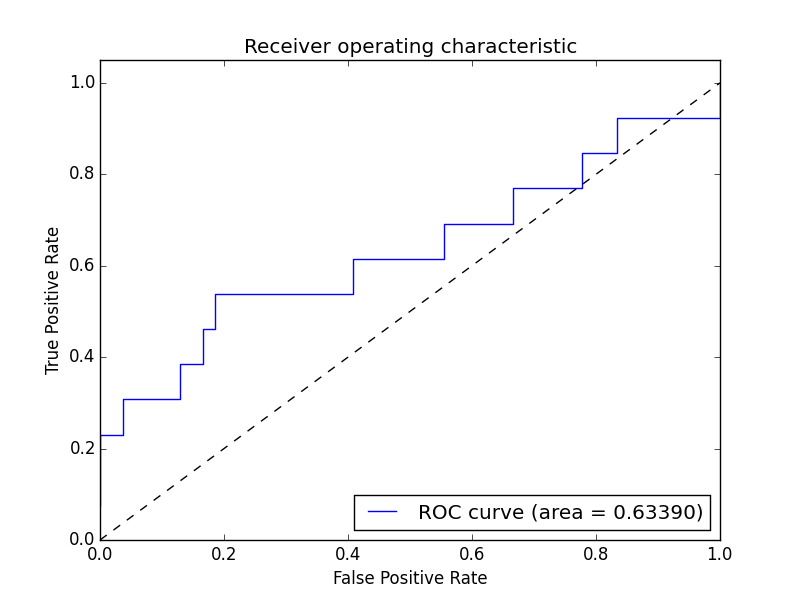 Receiver operating characteristic
True Positive Rate
1.0
0.8
0.6
0.4
0.2
0.0
ROC curve (area = 0.63390)
0.0 0.2 0.4 0.6 0.8 1.0
False Positive Rate